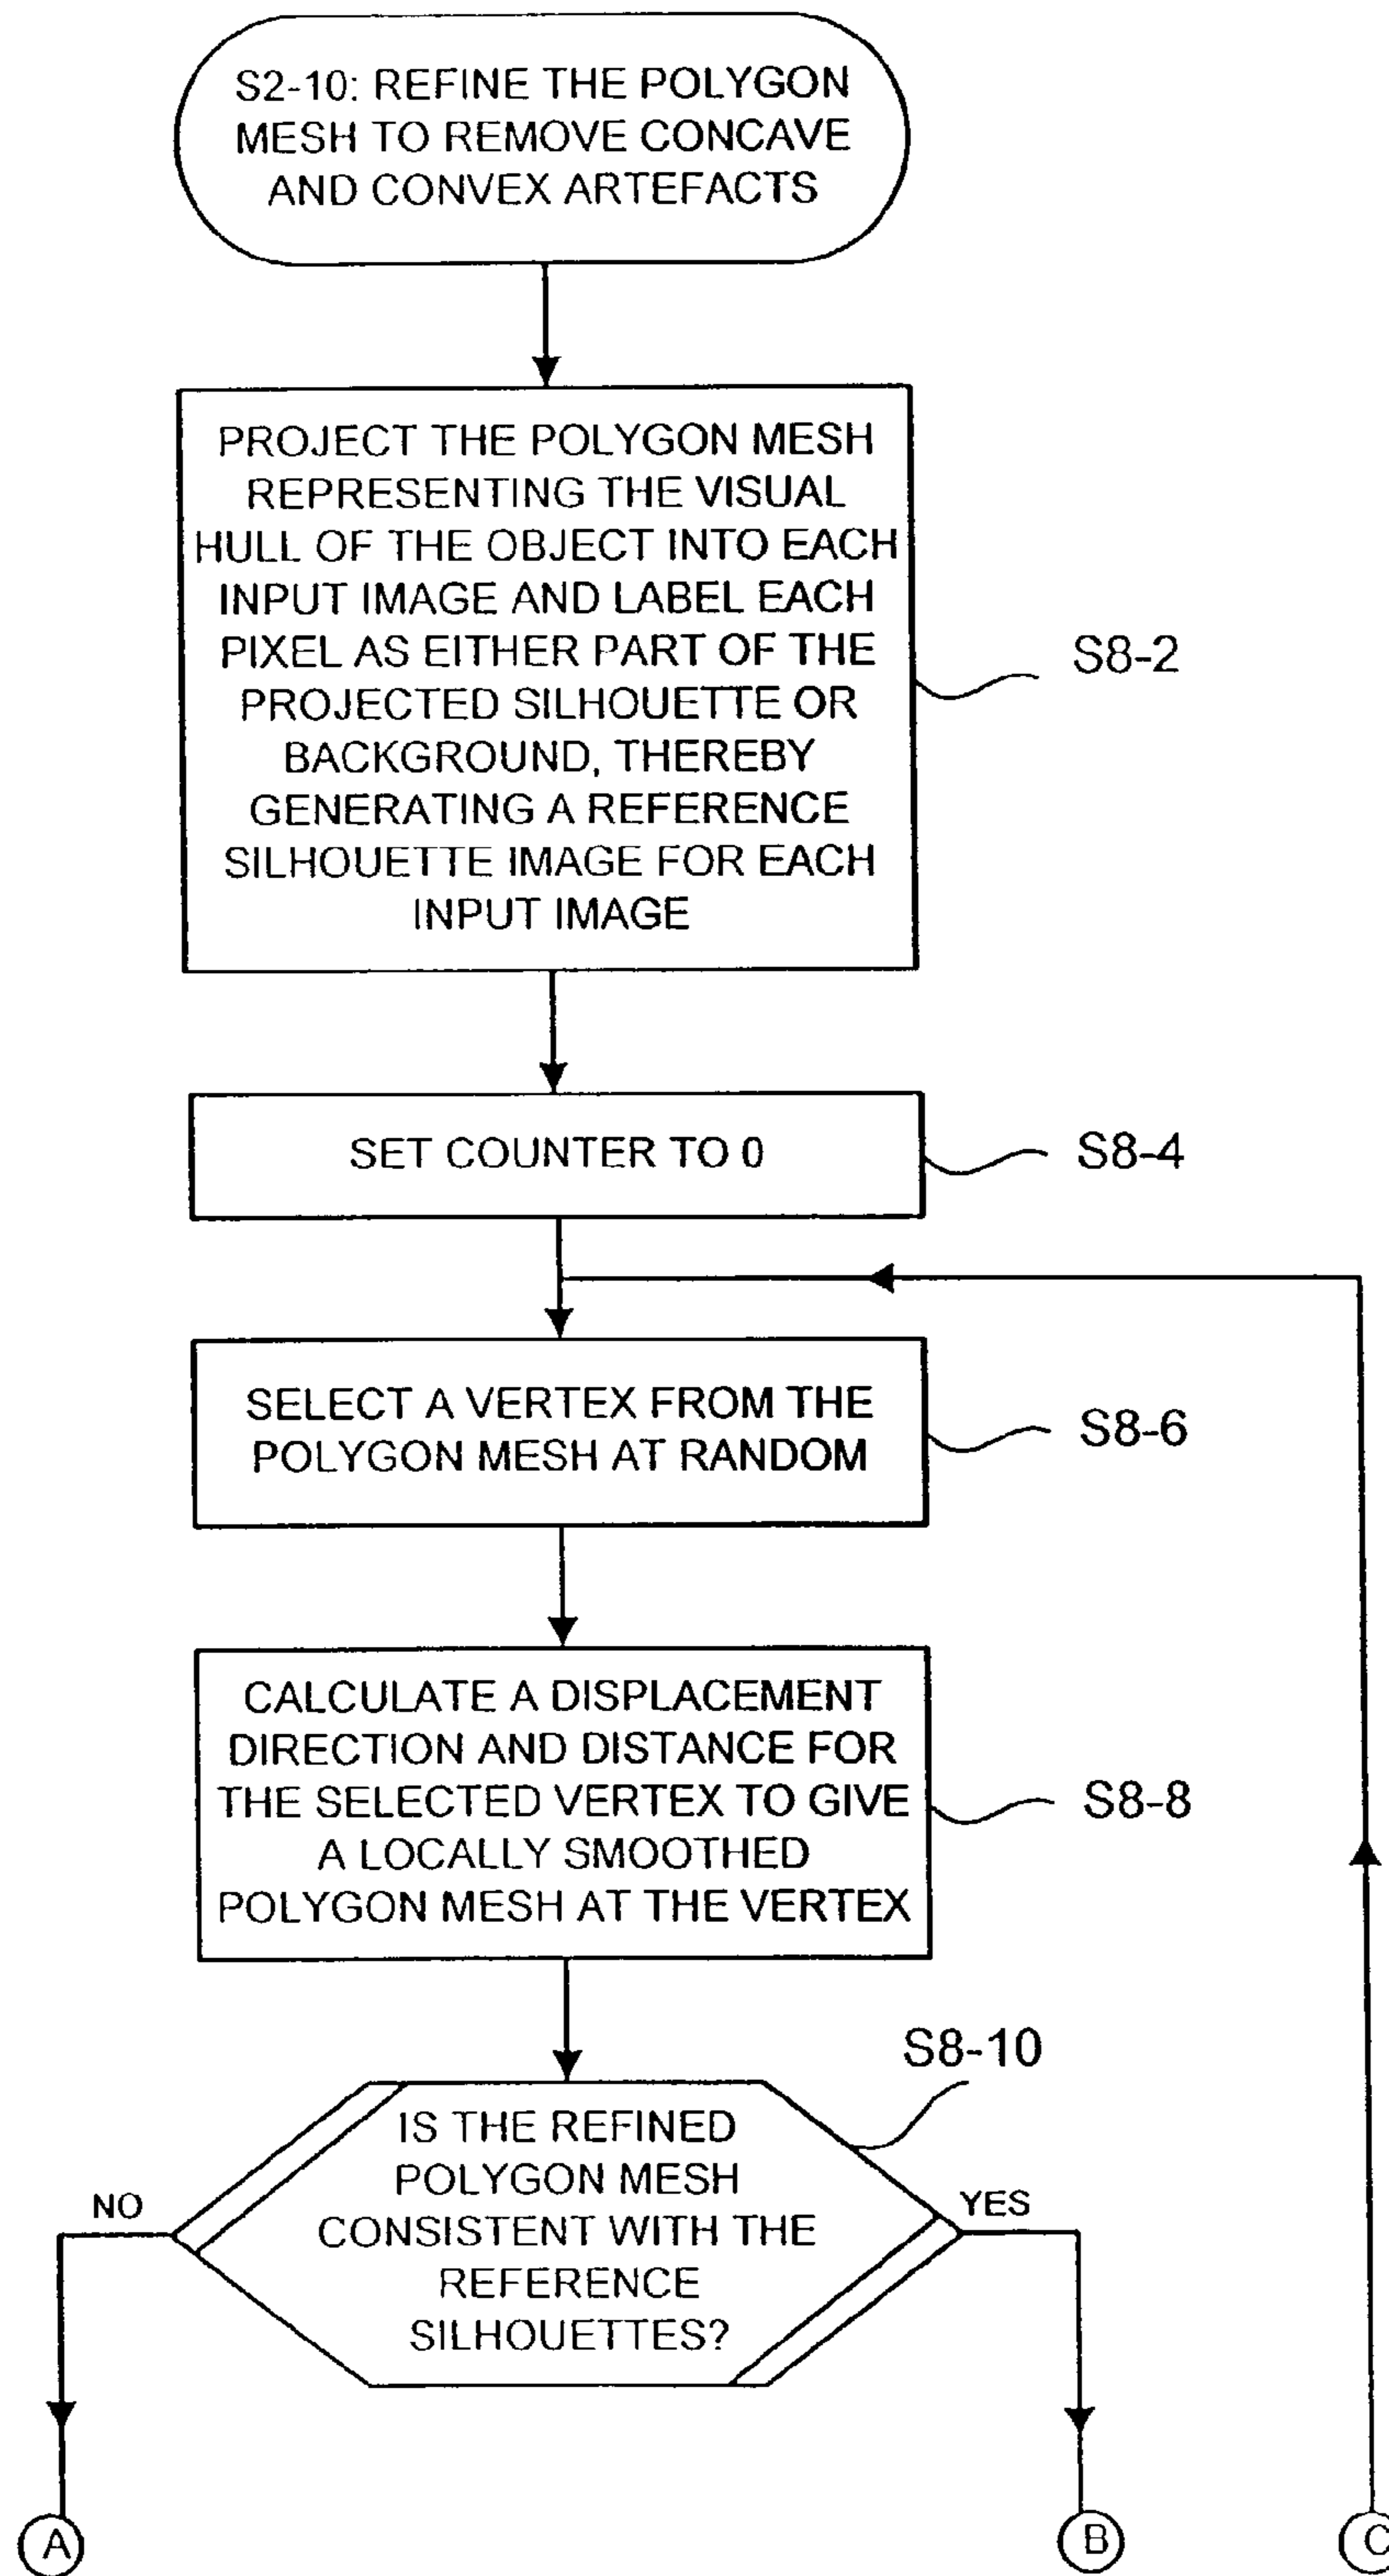 S2-10: REFINE THE POLYGON
MESH TO REMOVE CONCAVE
AND CONVEX ARTEFACTS
PROJECT THE POLYGON MESH
REPRESENTING THE VISUAL
HULL OF THE OBJECT INTO EACH
INPUT IMAGE AND LABEL EACH
PIXEL AS EITHER PART OF THE
PROJECTED SILHOUETTE OR
BACKGROUND, THEREBY
GENERATING A REFERENCE
SILHOUETTE IMAGE FOR EACH
INPUT IMAGE
S8-2
SET COUNTER TO 0
S8-4
SELECT A VERTEX FROM THE
POLYGON MESH AT RANDOM
S8-6
CALCULATE A DISPLACEMENT
DIRECTION AND DISTANCE FOR
THE SELECTED VERTEX TO GIVE
A LOCALLY SMOOTHED
POLYGON MESH AT THE VERTEX
S8-8
S8-10
IS THE REFINED
POLYGON MESH
CONSISTENT WITH THE
REFERENCE
SILHOUETTES?
NO
YES
A
B
C